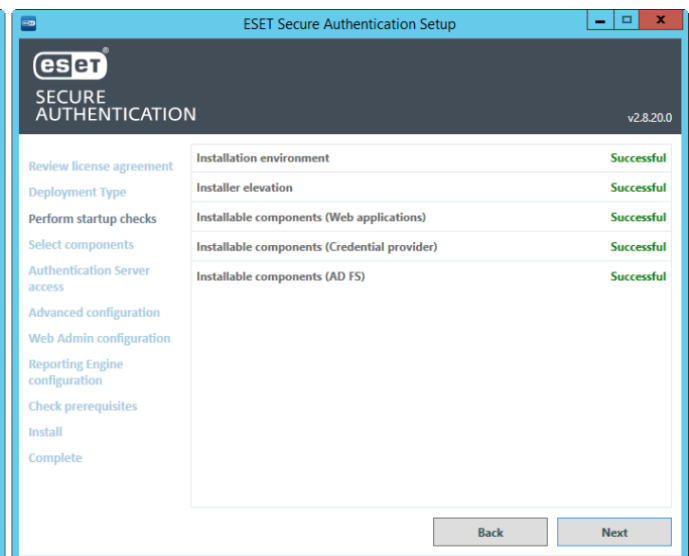 ESET Secure Authentication Setup
eset®
SECURE
AUTHENTICATION
v2.8.20.0
Review license agreement
Deployment Type
Perform startup checks
Select components
Authentication Server
access
Advanced configuration
Web Admin configuration
Reporting Engine
configuration
Check prerequisites
Install
Complete
Installation environment Successful
Installer elevation Successful
Installable components (Web applications) Successful
Installable components (Credential provider) Successful
Installable components (AD FS) Successful
Back Next